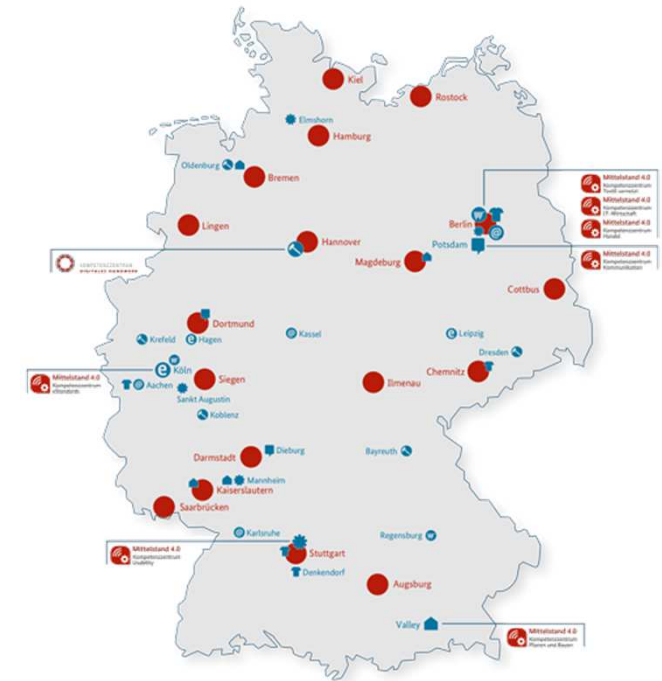 Kiel
Rostock
Elmshorn
Hamburg
Oldenburg
Bremen
Mittelstand 4.0
Kompetenzzentrum
Textil vernetzt
Mittelstand 4.0
Kompetenzzentrum
IT-Wirtschaft
Mittelstand 4.0
Kompetenzzentrum
Handel
Lingen
w
Berlin
@
Hannover
Potsdam
Mittelstand 4.0
Kompetenzzentrum
Kommunikation
KOMPETENZZENTRUM
DIGITALES HANDWERK
Magdeburg
Cottbus
Dortmund
Krefeld
e Hagen
@ Kassel
e Leipzig
Dresden
w
e Köln
Chemnitz
Mittelstand 4.0
Kompetenzzentrum
eStandards
@ Aachen
Siegen
Ilmenau
Sankt Augustin
Koblenz
Darmstadt
Dieburg
Bayreuth
Mannheim
Kaiserslautern
Saarbrücken
@ Karlsruhe
Regensburg w
Mittelstand 4.0
Kompetenzzentrum
Usability
Stuttgart
Denkendorf
Augsburg
Valley
Mittelstand 4.0
Kompetenzzentrum
Planen und Bauen